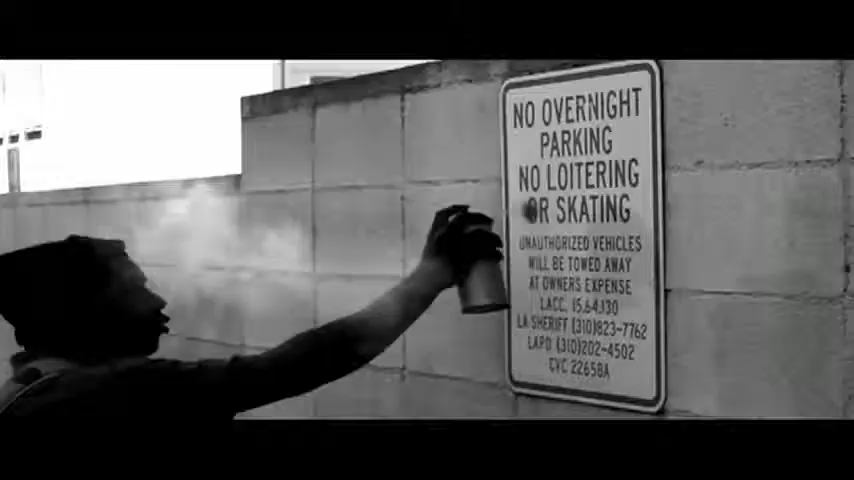 NO OVERNIGHT
PARKING
NO LOITERING
OR SKATING
UNAUTHORIZED VEHICLES
WILL BE TOWED AWAY
AT OWNERS EXPENSE
LACC. 15.64.130
LA SHERIFF (310)823-7762
LAPD (310)202-4502
CVC 22658A